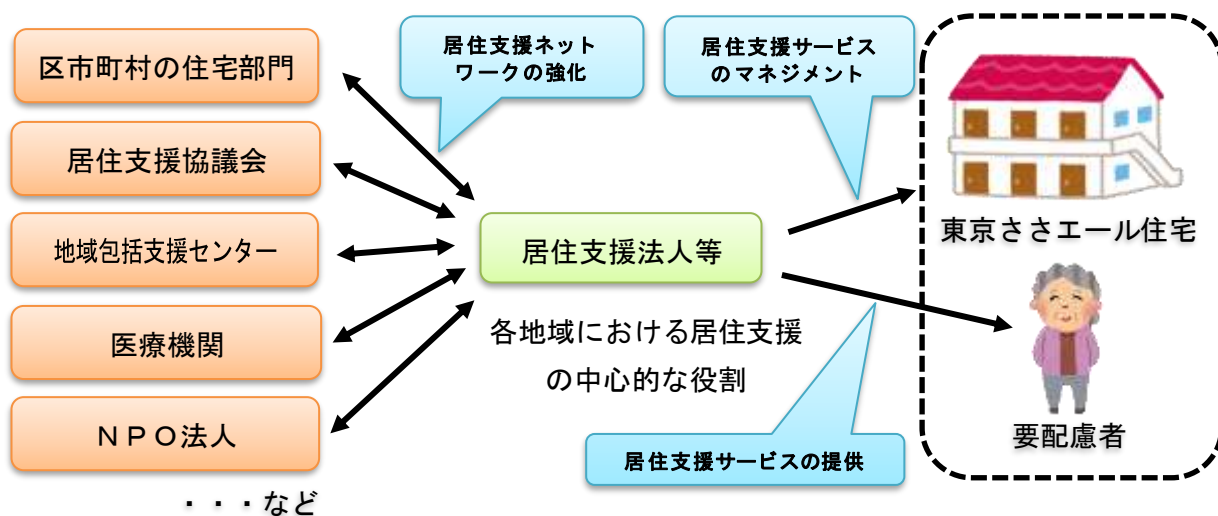 区市町村の住宅部門
居住支援協議会
地域包括支援センター
医療機関
ＮＰＯ法人
・・・など
居住支援ネット
ワークの強化
居住支援サービス
のマネジメント
居住支援法人等
各地域における居住支援
の中心的な役割
居住支援サービスの提供
東京ささエール住宅
要配慮者